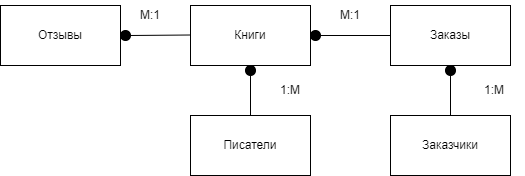 М:1
М:1
Отзывы
Книги
Заказы
1:М
1:М
Писатели
Заказчики